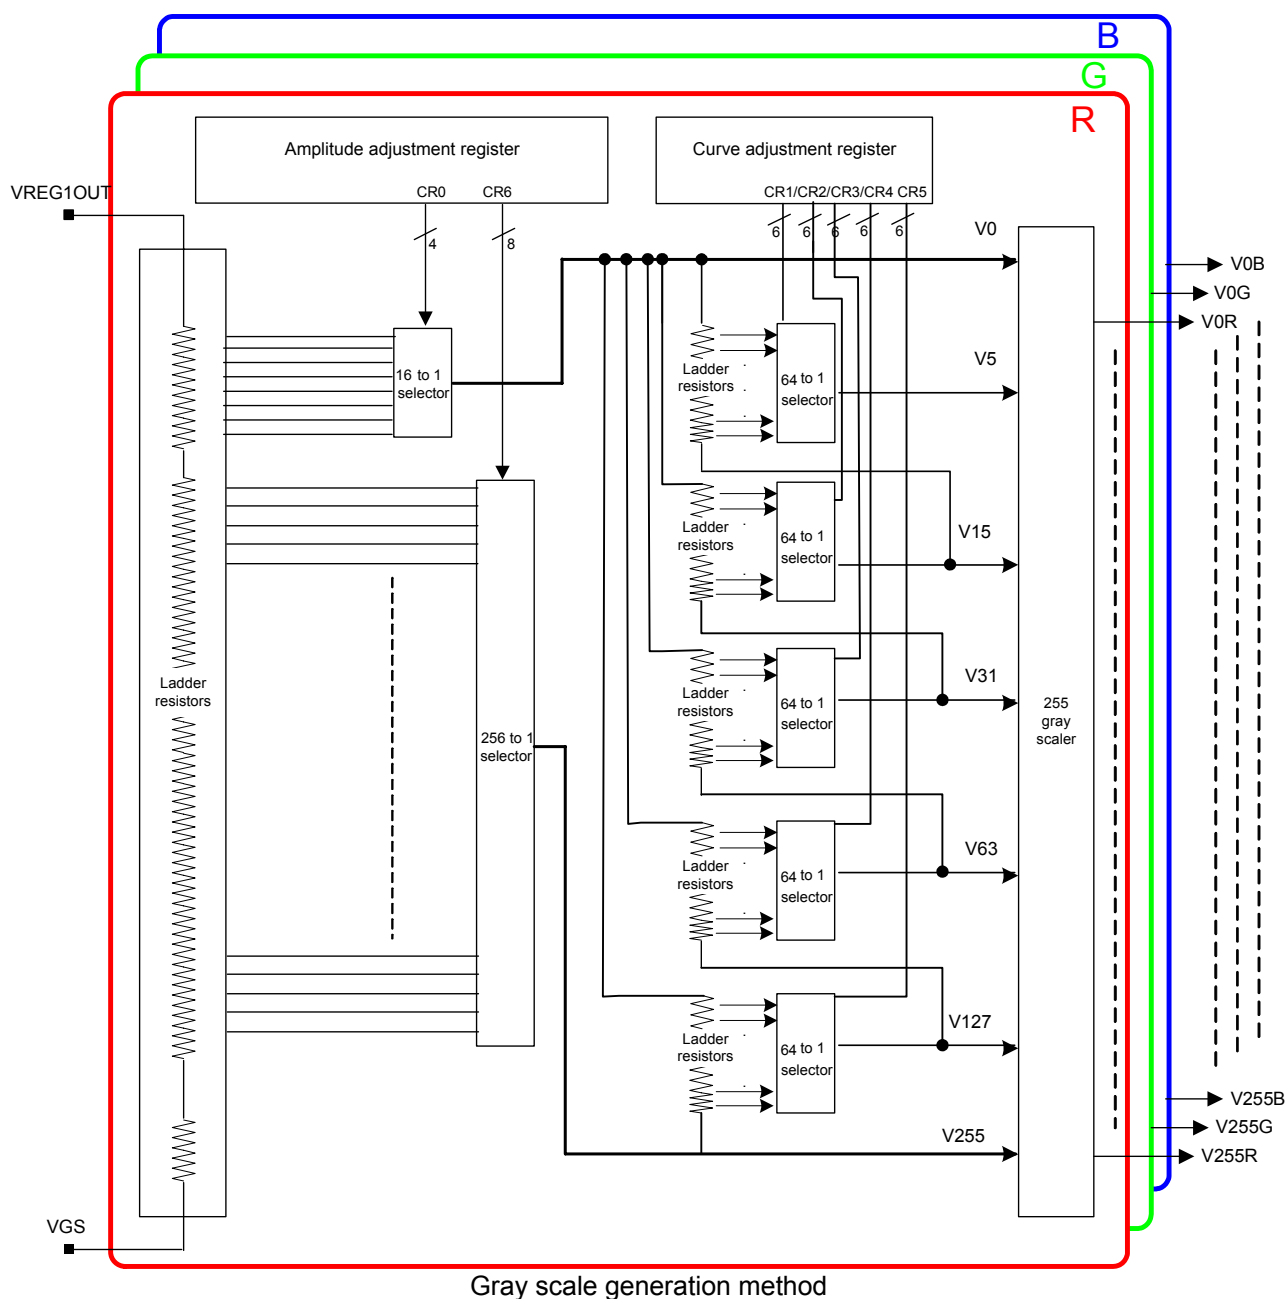 B
G
R
Amplitude adjustment register
Curve adjustment register
CR0
CR6
CR1/CR2/CR3/CR4 CR5
VREG1OUT
4
8
6
6
6
6
6
V0
V0B
V0G
V0R
16 to 1
selector
Ladder
resistors
64 to 1
selector
V5
Ladder
resistors
64 to 1
selector
V15
Ladder
resistors
256 to 1
selector
Ladder
resistors
64 to 1
selector
V31
255
gray
scaler
Ladder
resistors
64 to 1
selector
V63
Ladder
resistors
64 to 1
selector
V127
V255
V255B
V255G
V255R
VGS
Gray scale generation method